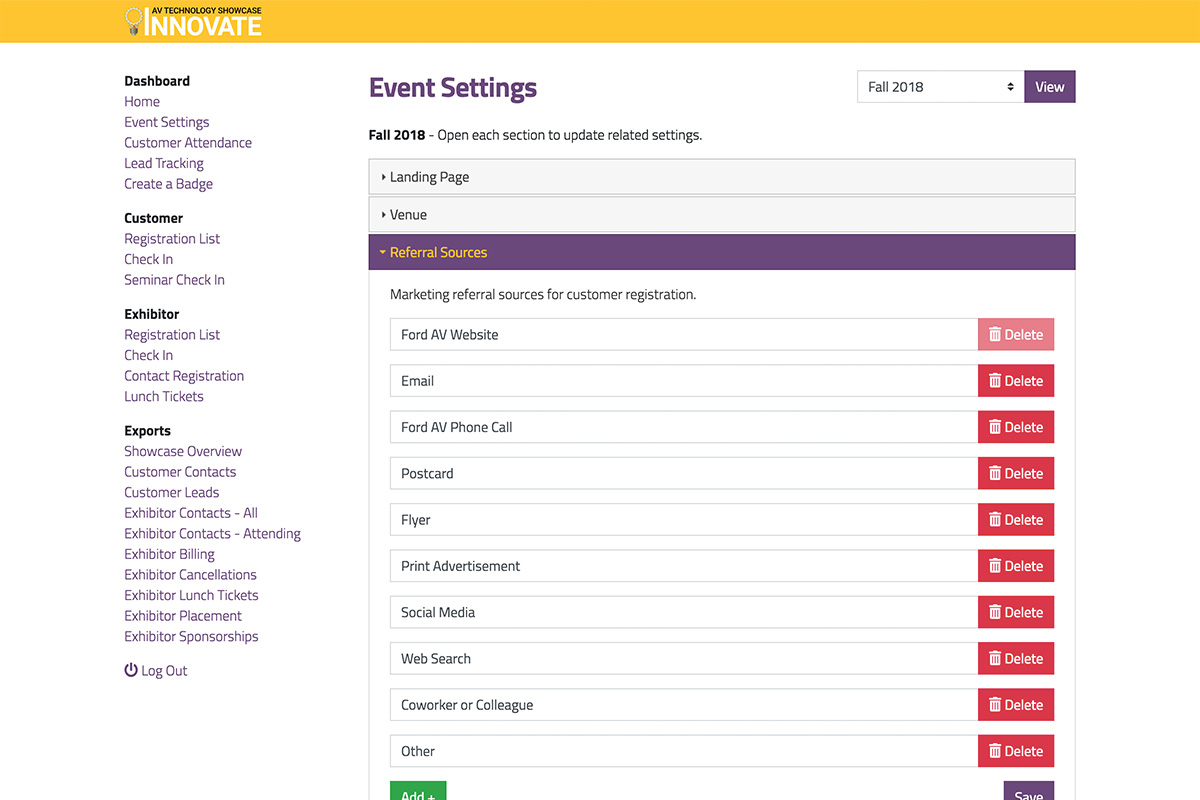 AV TECHNOLOGY SHOWCASE
INNOVATE
Dashboard
Home
Event Settings
Customer Attendance
Lead Tracking
Create a Badge
Customer
Registration List
Check In
Seminar Check In
Exhibitor
Registration List
Check In
Contact Registration
Lunch Tickets
Exports
Showcase Overview
Customer Contacts
Customer Leads
Exhibitor Contacts - All
Exhibitor Contacts - Attending
Exhibitor Billing
Exhibitor Cancellations
Exhibitor Lunch Tickets
Exhibitor Placement
Exhibitor Sponsorships
Log Out
Event Settings
Fall 2018 View
Fall 2018 - Open each section to update related settings.
Landing Page
Venue
Referral Sources
Marketing referral sources for customer registration.
Ford AV Website Delete
Email Delete
Ford AV Phone Call Delete
Postcard Delete
Flyer Delete
Print Advertisement Delete
Social Media Delete
Web Search Delete
Coworker or Colleague Delete
Other Delete
Add + Save